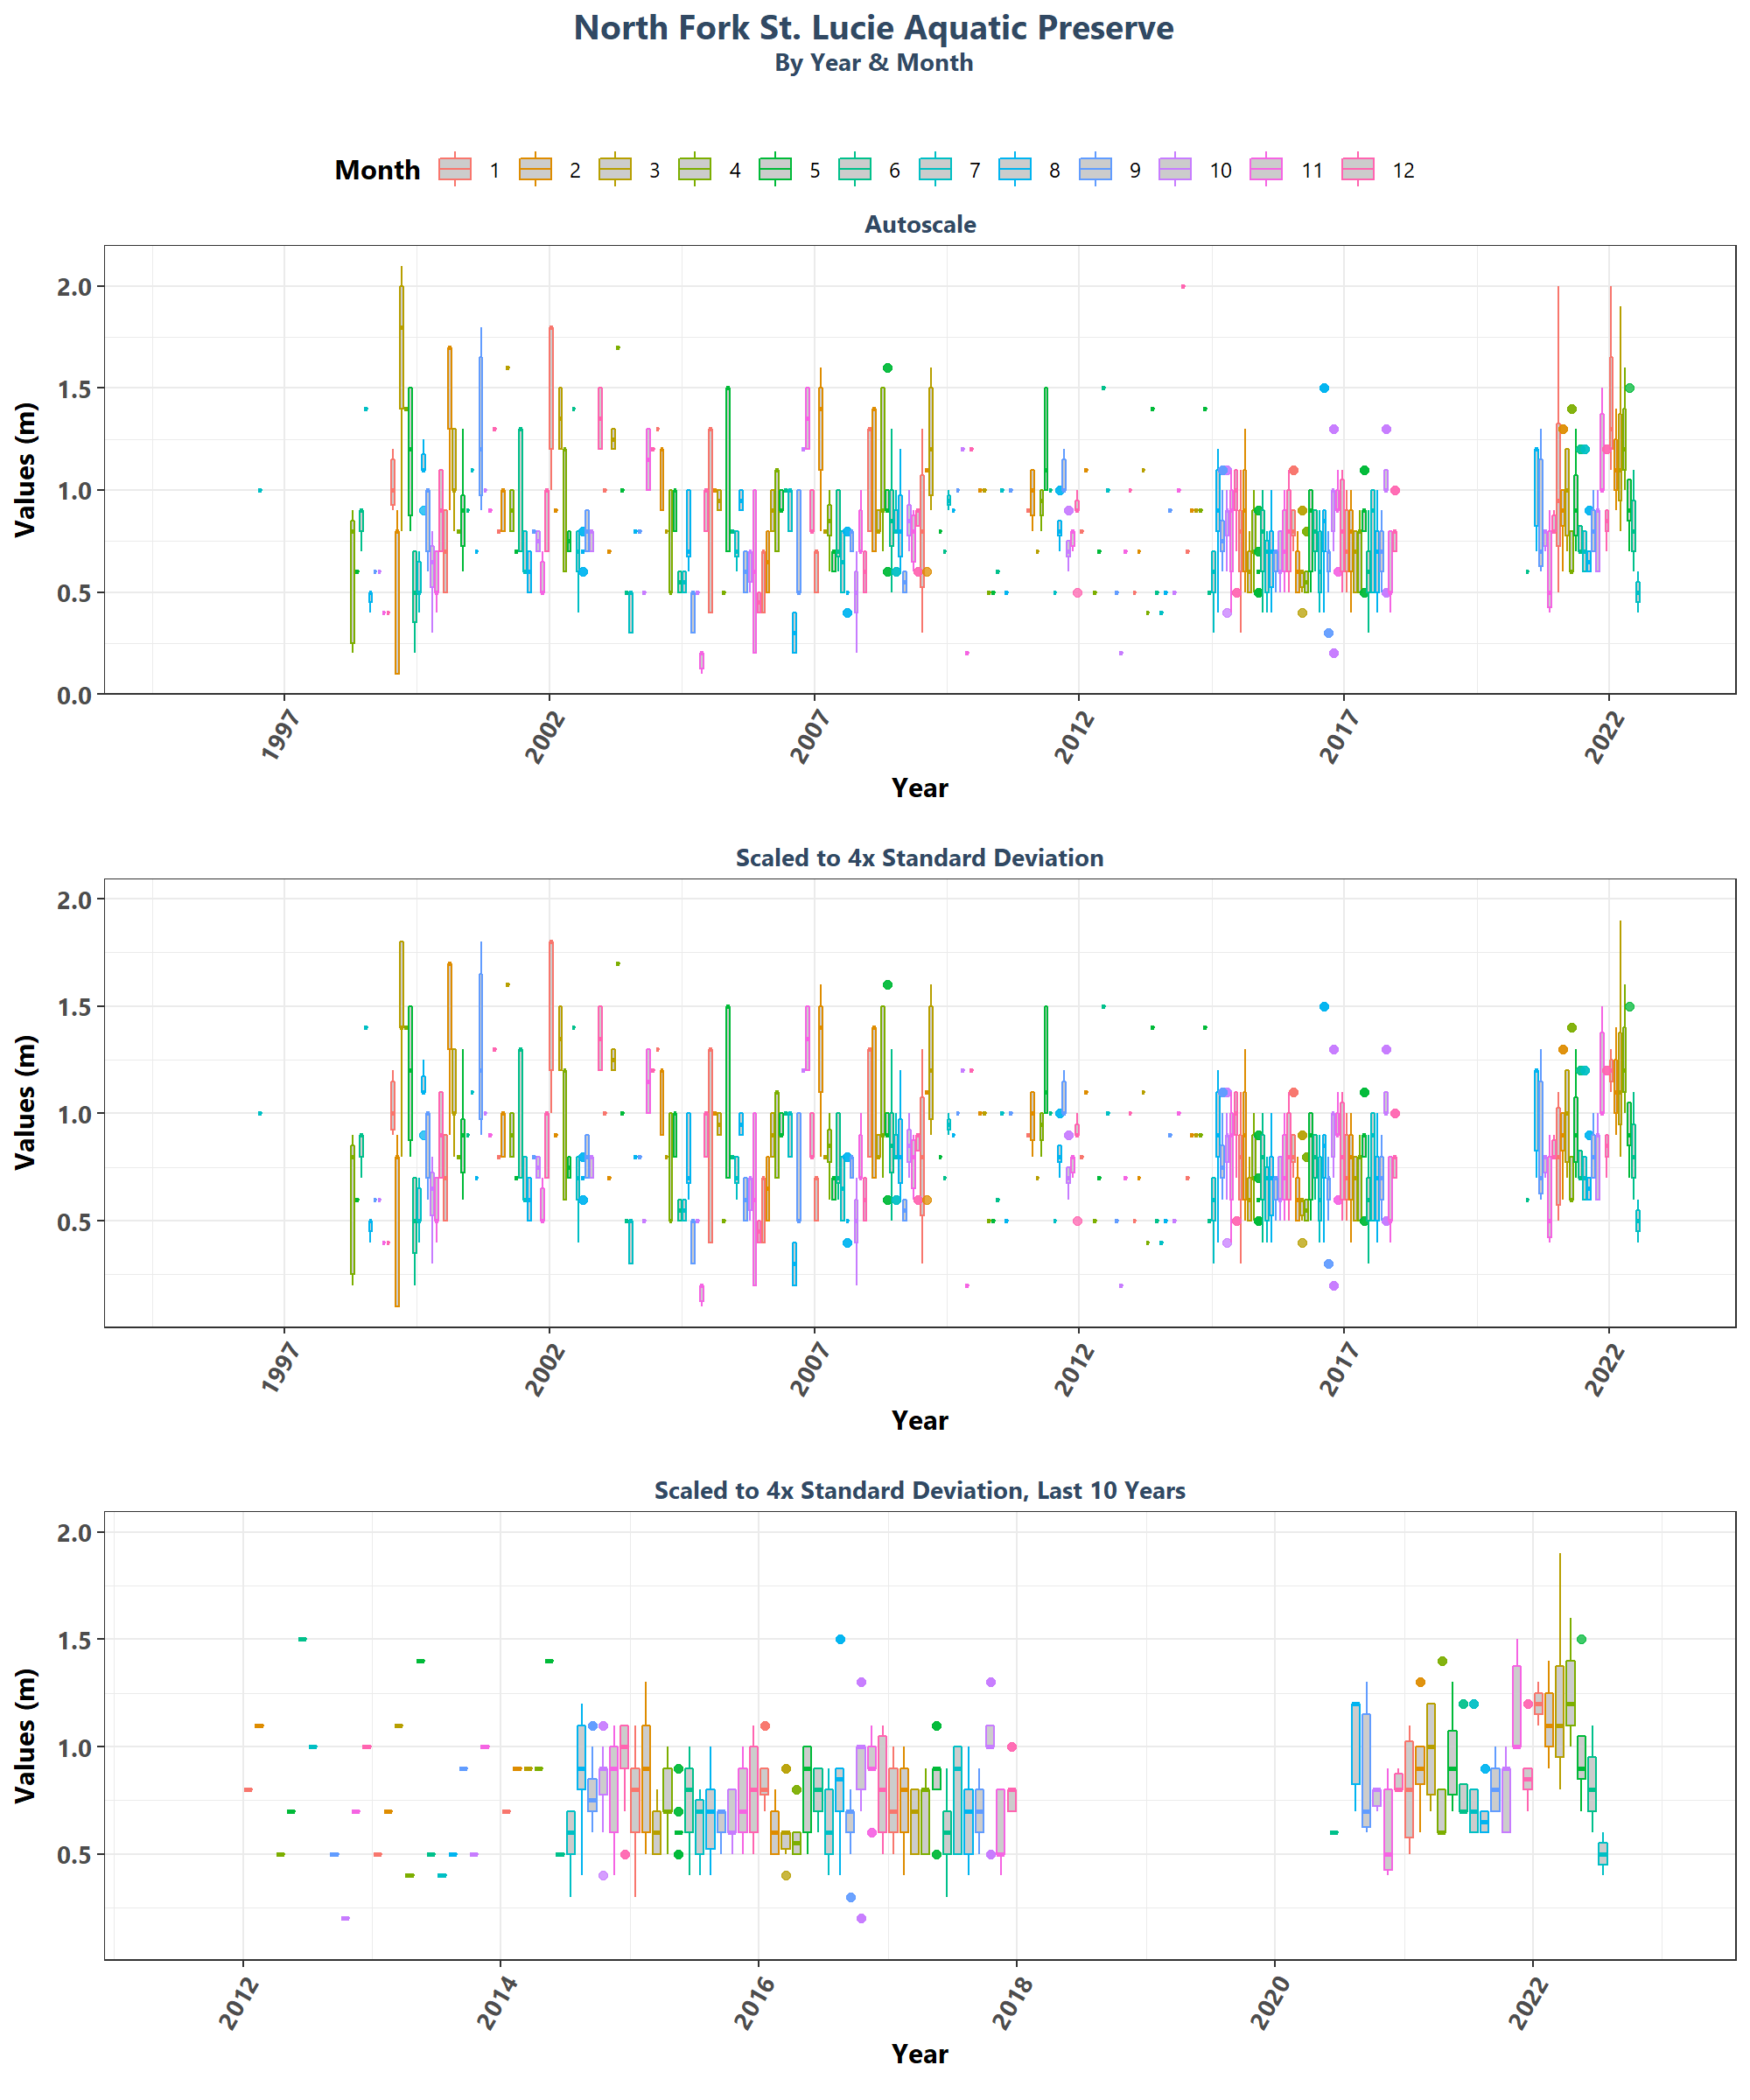 North Fork St. Lucie Aquatic Preserve
By Year & Month
Month 1 2 3 4 5 6 7 8 9 10 11 12
Autoscale
Values (m)
2.0
1.5
1.0
0.5
0.0
1997 2002 2007 2012 2017 2022
Year
Scaled to 4x Standard Deviation
Values (m)
2.0
1.5
1.0
0.5
1997 2002 2007 2012 2017 2022
Year
Scaled to 4x Standard Deviation, Last 10 Years
Values (m)
2.0
1.5
1.0
0.5
2012 2014 2016 2018 2020 2022
Year